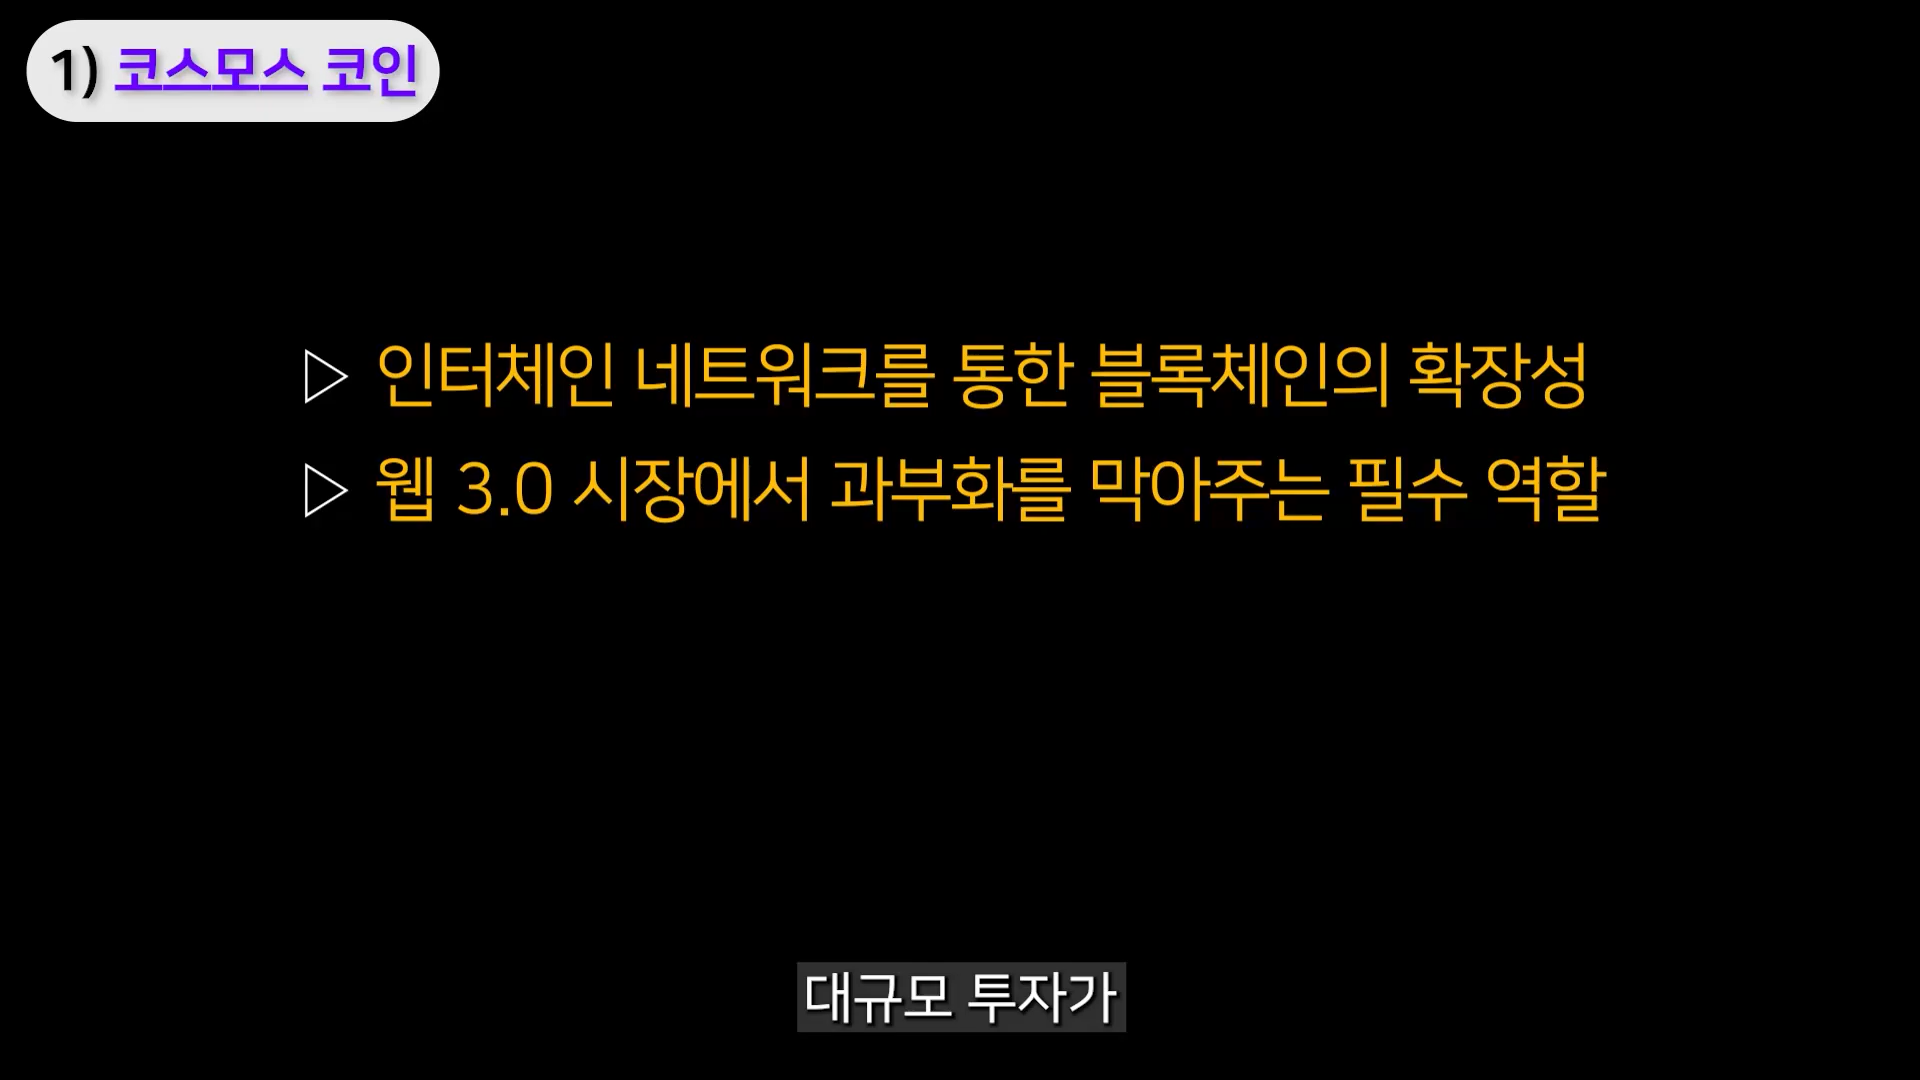 1) 코스모스 코인
▷ 인터체인 네트워크를 통한 블록체인의 확장성
▷ 웹 3.0 시장에서 과부화를 막아주는 필수 역할
대규모 투자가